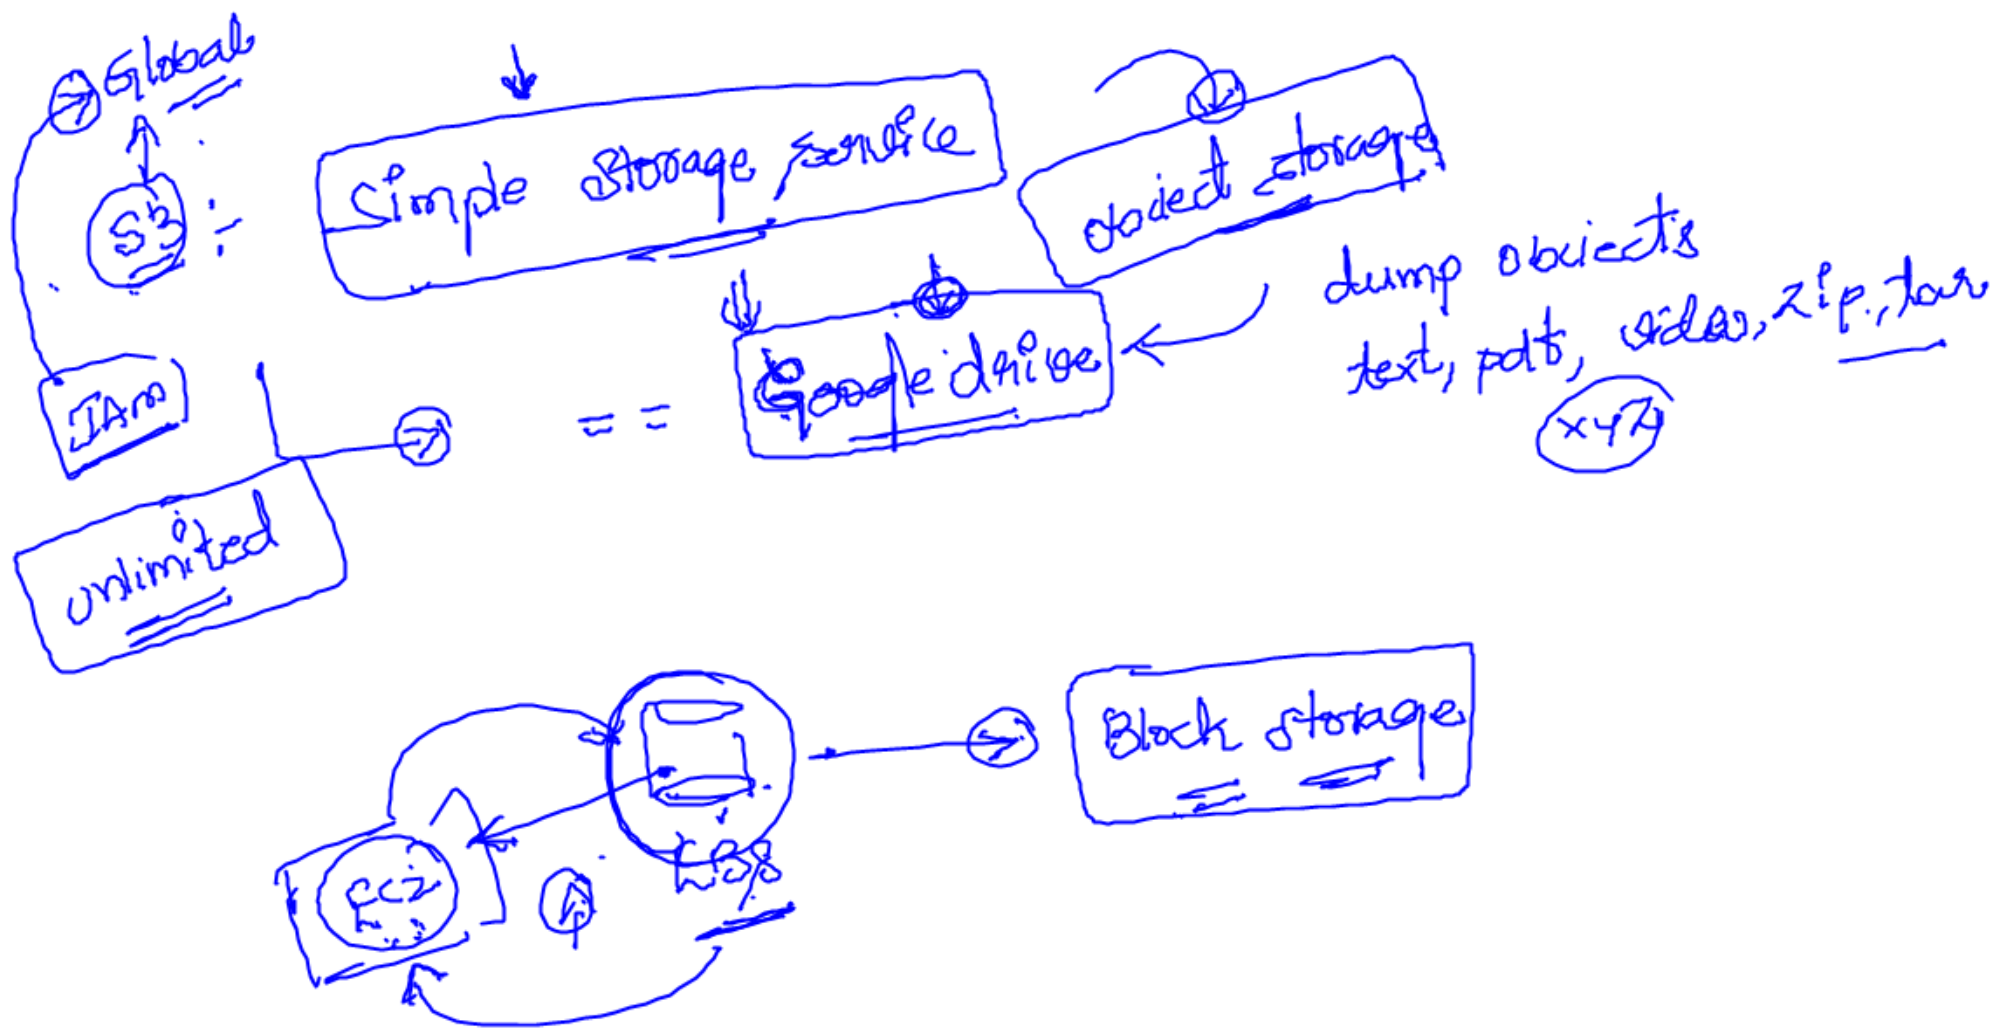 Global
S3 :- Simple Storage Service
Object storage
dump objects
text, pdf, video, zip, tar
xyz
IAM
== Google drive
unlimited
Block storage
EBS
EC2